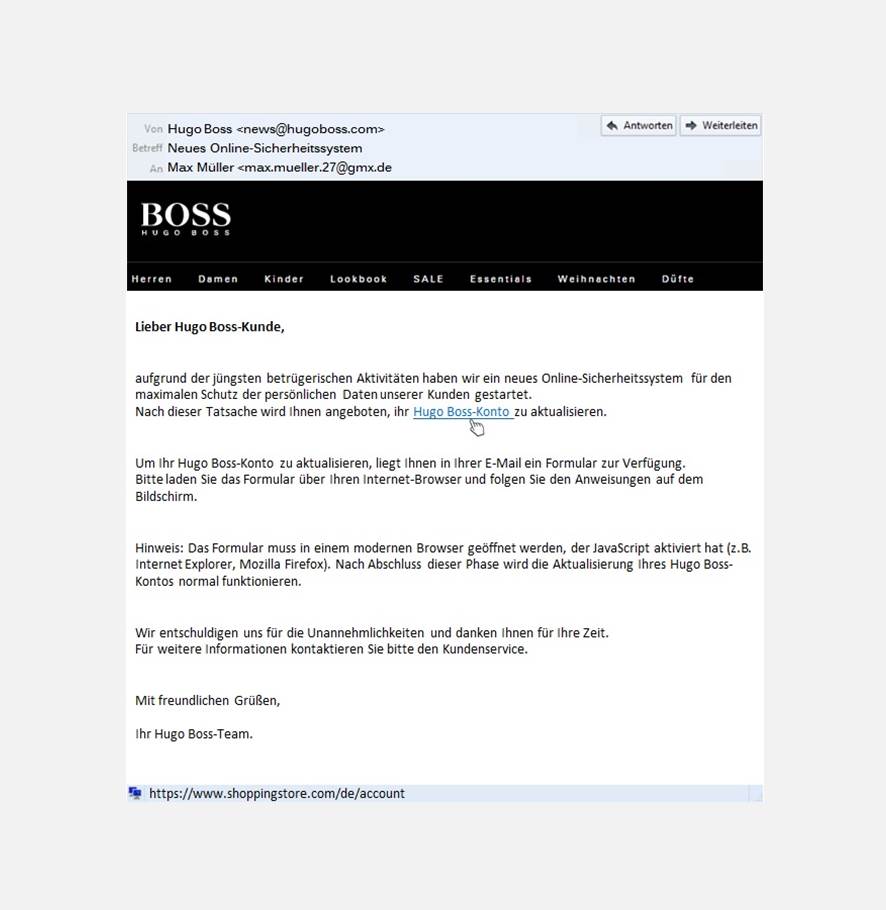 Von Hugo Boss <news@hugoboss.com>
Antworten Weiterleiten
Betreff Neues Online-Sicherheitssystem
An Max Müller <max.mueller.27@gmx.de
BOSS
HUGO BOSS
Herren Damen Kinder Lookbook SALE Essentials Weihnachten Düfte
Lieber Hugo Boss-Kunde,
aufgrund der jüngsten betrügerischen Aktivitäten haben wir ein neues Online-Sicherheitssystem für den
maximalen Schutz der persönlichen Daten unserer Kunden gestartet.
Nach dieser Tatsache wird Ihnen angeboten, ihr Hugo Boss-Konto zu aktualisieren.
Um Ihr Hugo Boss-Konto zu aktualisieren, liegt Ihnen in Ihrer E-Mail ein Formular zur Verfügung.
Bitte laden Sie das Formular über Ihren Internet-Browser und folgen Sie den Anweisungen auf dem
Bildschirm.
Hinweis: Das Formular muss in einem modernen Browser geöffnet werden, der JavaScript aktiviert hat (z.B.
Internet Explorer, Mozilla Firefox). Nach Abschluss dieser Phase wird die Aktualisierung Ihres Hugo Boss-
Kontos normal funktionieren.
Wir entschuldigen uns für die Unannehmlichkeiten und danken Ihnen für Ihre Zeit.
Für weitere Informationen kontaktieren Sie bitte den Kundenservice.
Mit freundlichen Grüßen,
Ihr Hugo Boss-Team.
https://www.shoppingstore.com/de/account